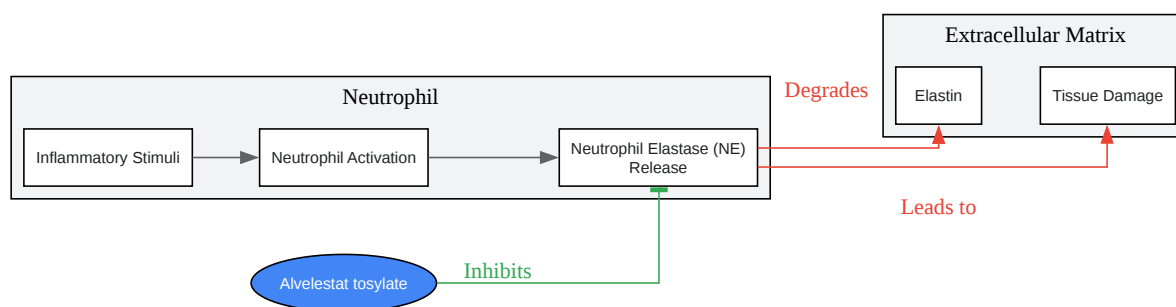 Extracellular Matrix
Elastin
Tissue Damage
Degrades
Neutrophil
Inflammatory Stimuli
Neutrophil Activation
Neutrophil Elastase (NE)
Release
Leads to
Alvelestat tosylate
Inhibits